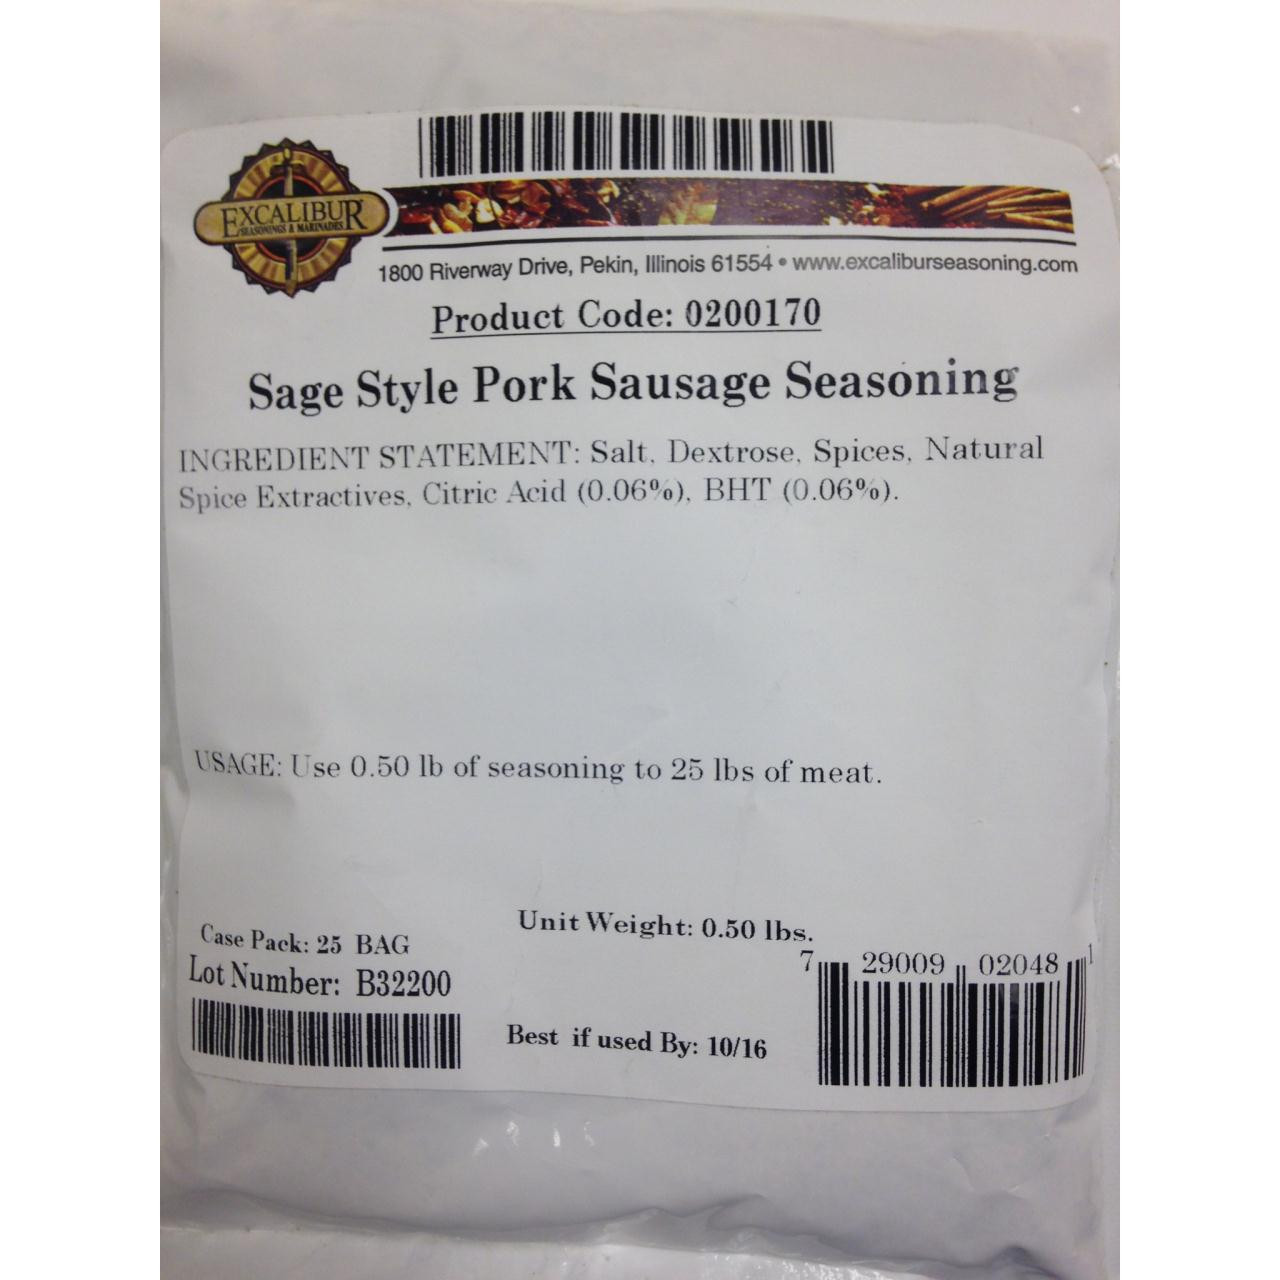 EXCALIBUR
SEASONINGS & MARINADES
1800 Riverway Drive, Pekin, Illinois 61554 • www.excaliburseasoning.com
Product Code: 0200170
Sage Style Pork Sausage Seasoning
INGREDIENT STATEMENT: Salt, Dextrose, Spices, Natural
Spice Extractives, Citric Acid (0.06%), BHT (0.06%).
USAGE: Use 0.50 lb of seasoning to 25 lbs of meat.
Unit Weight: 0.50 lbs.
Case Pack: 25 BAG
Lot Number: B32200
7 29009 02048 1
Best if used By: 10/16